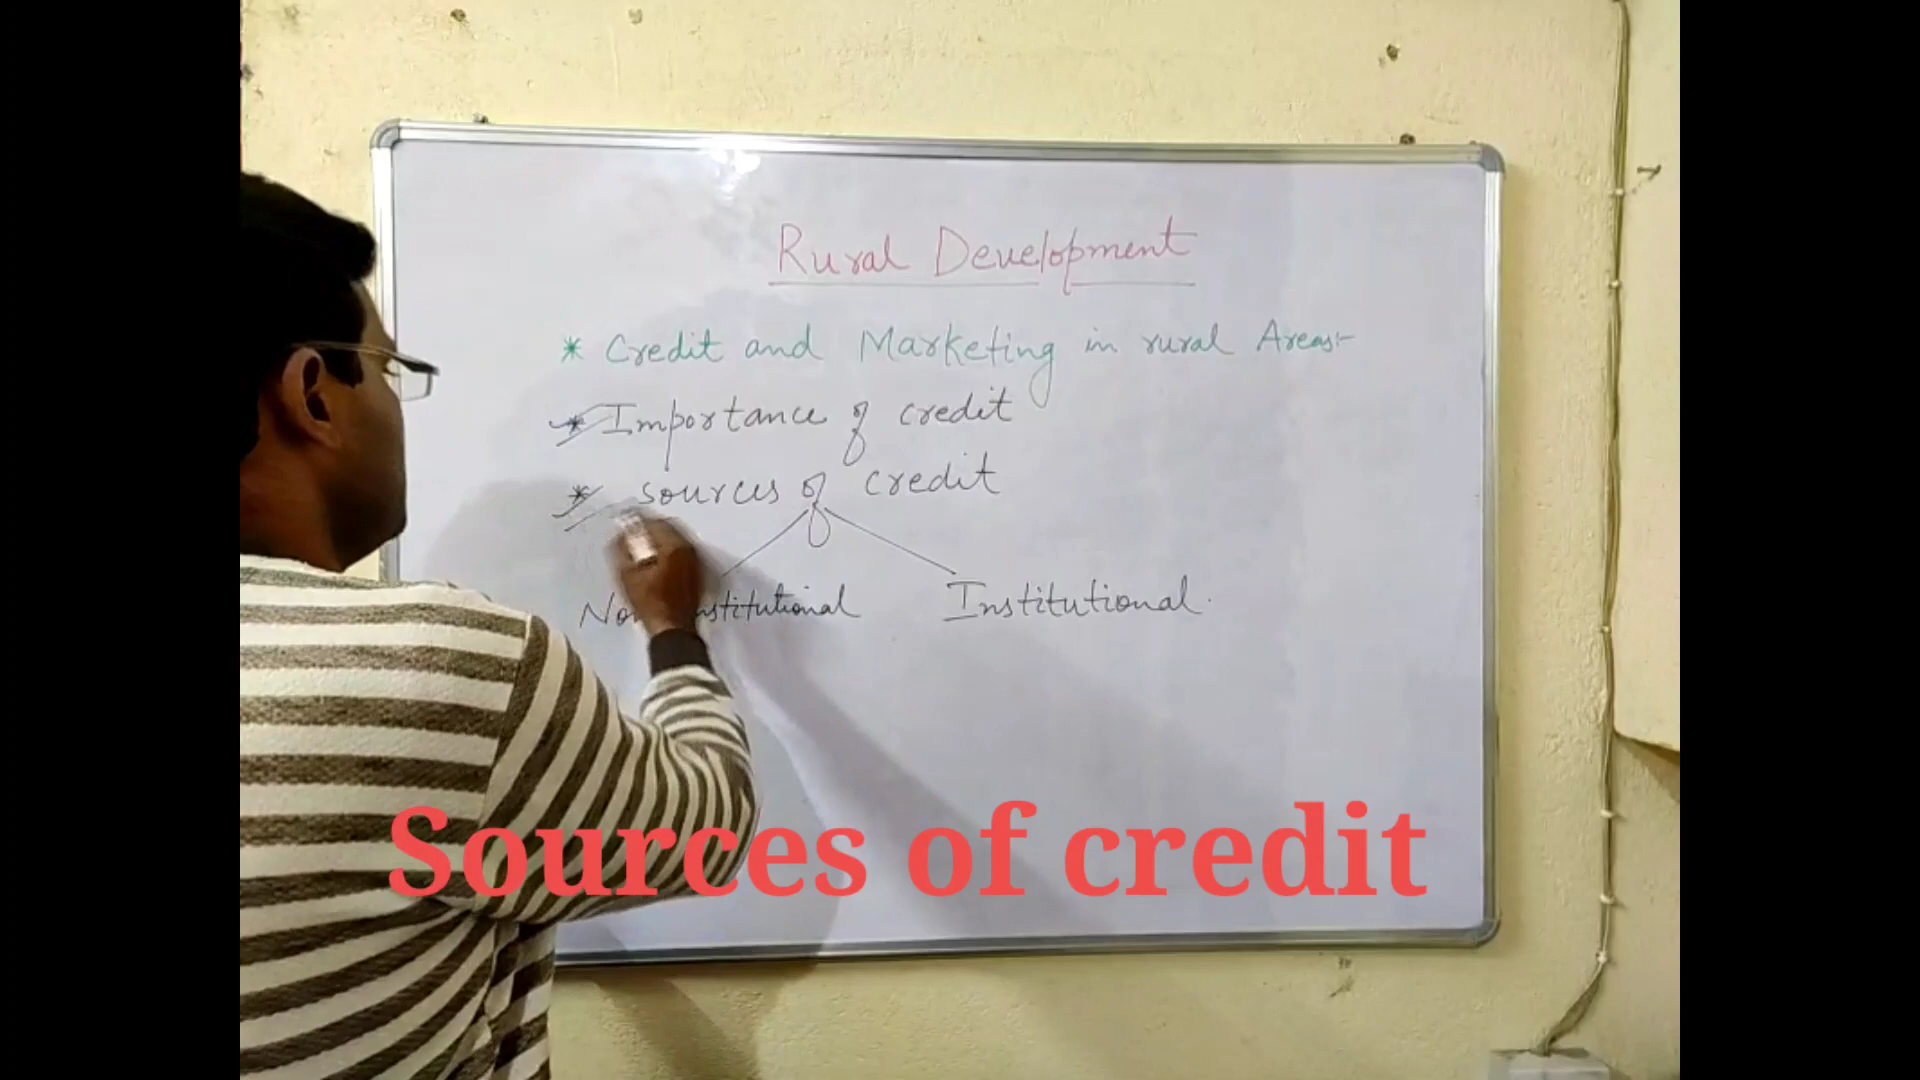 Rural Development
* Credit and Marketing in rural Areas:-
* Importance of credit
* sources of credit
Institutional.
Sources of credit